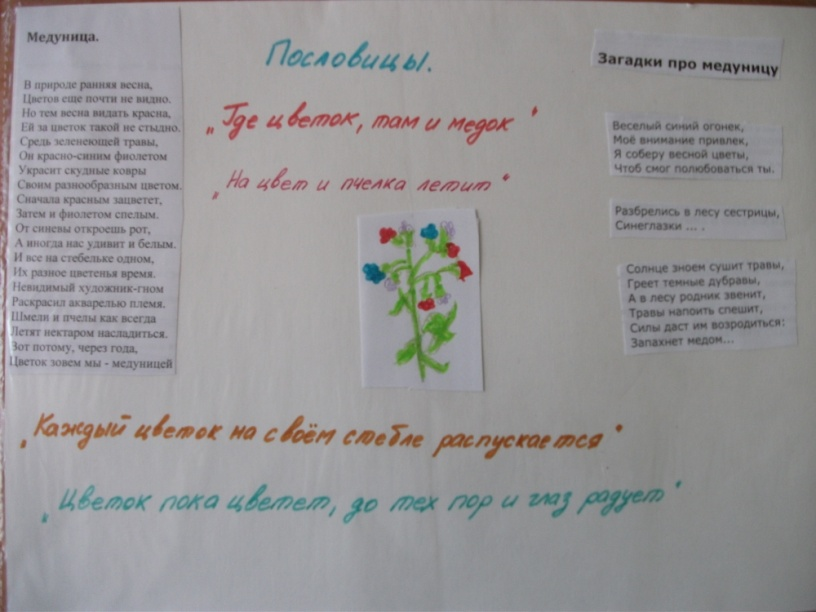 Медуница.
В природе ранняя весна,
Цветов еще почти не видно.
Но тем весна видать красна,
Ей за цветок такой не стыдно.
Средь зеленеющей травы,
Он красно-синим фиолетом
Украсит скудные ковры
Своим разнообразным цветом.
Сначала красным зацветет,
Затем и фиолетом спелым.
От синевы откроешь рот,
А иногда нас удивит и белым.
И все на стебельке одном,
Их разное цветенья время.
Невидимый художник-гном
Раскрасил акварелью племя.
Шмели и пчелы как всегда
Летят нектаром насладиться.
Вот потому, через года,
Цветок зовем мы - медуницей
Пословицы.
„Где цветок, там и медок"
„На цвет и пчелка летит"
Загадки про медуницу
Веселый синий огонек,
Моё внимание привлек,
Я соберу весной цветы,
Чтоб смог полюбоваться ты.
Разбрелись в лесу сестрицы,
Синеглазки ... .
Солнце зноем сушит травы,
Греет темные дубравы,
А в лесу родник звенит,
Травы напоить спешит,
Силы даст им возродиться:
Запахнет медом...
„Каждый цветок на своём стебле распускается"
„Цветок пока цветет, до тех пор и глаз радует"